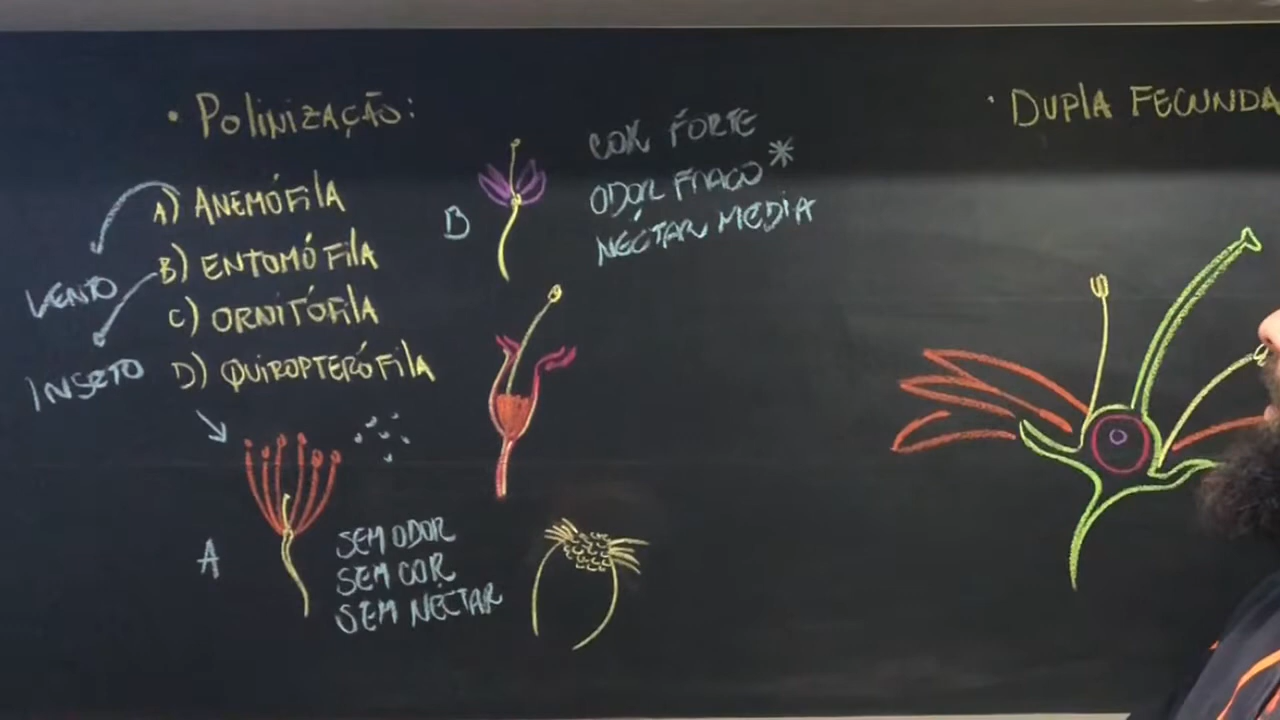 • Polinização:
A) ANEMÓFILA
B) ENTOMÓFILA
C) ORNITÓFILA
D) QUIROPTERÓFILA
VENTO
INSETO
A
SEM ODOR
SEM COR
SEM NÉCTAR
B
COR FORTE
ODOR FRACO *
NÉCTAR MEDIA
• DUPLA FECUNDA